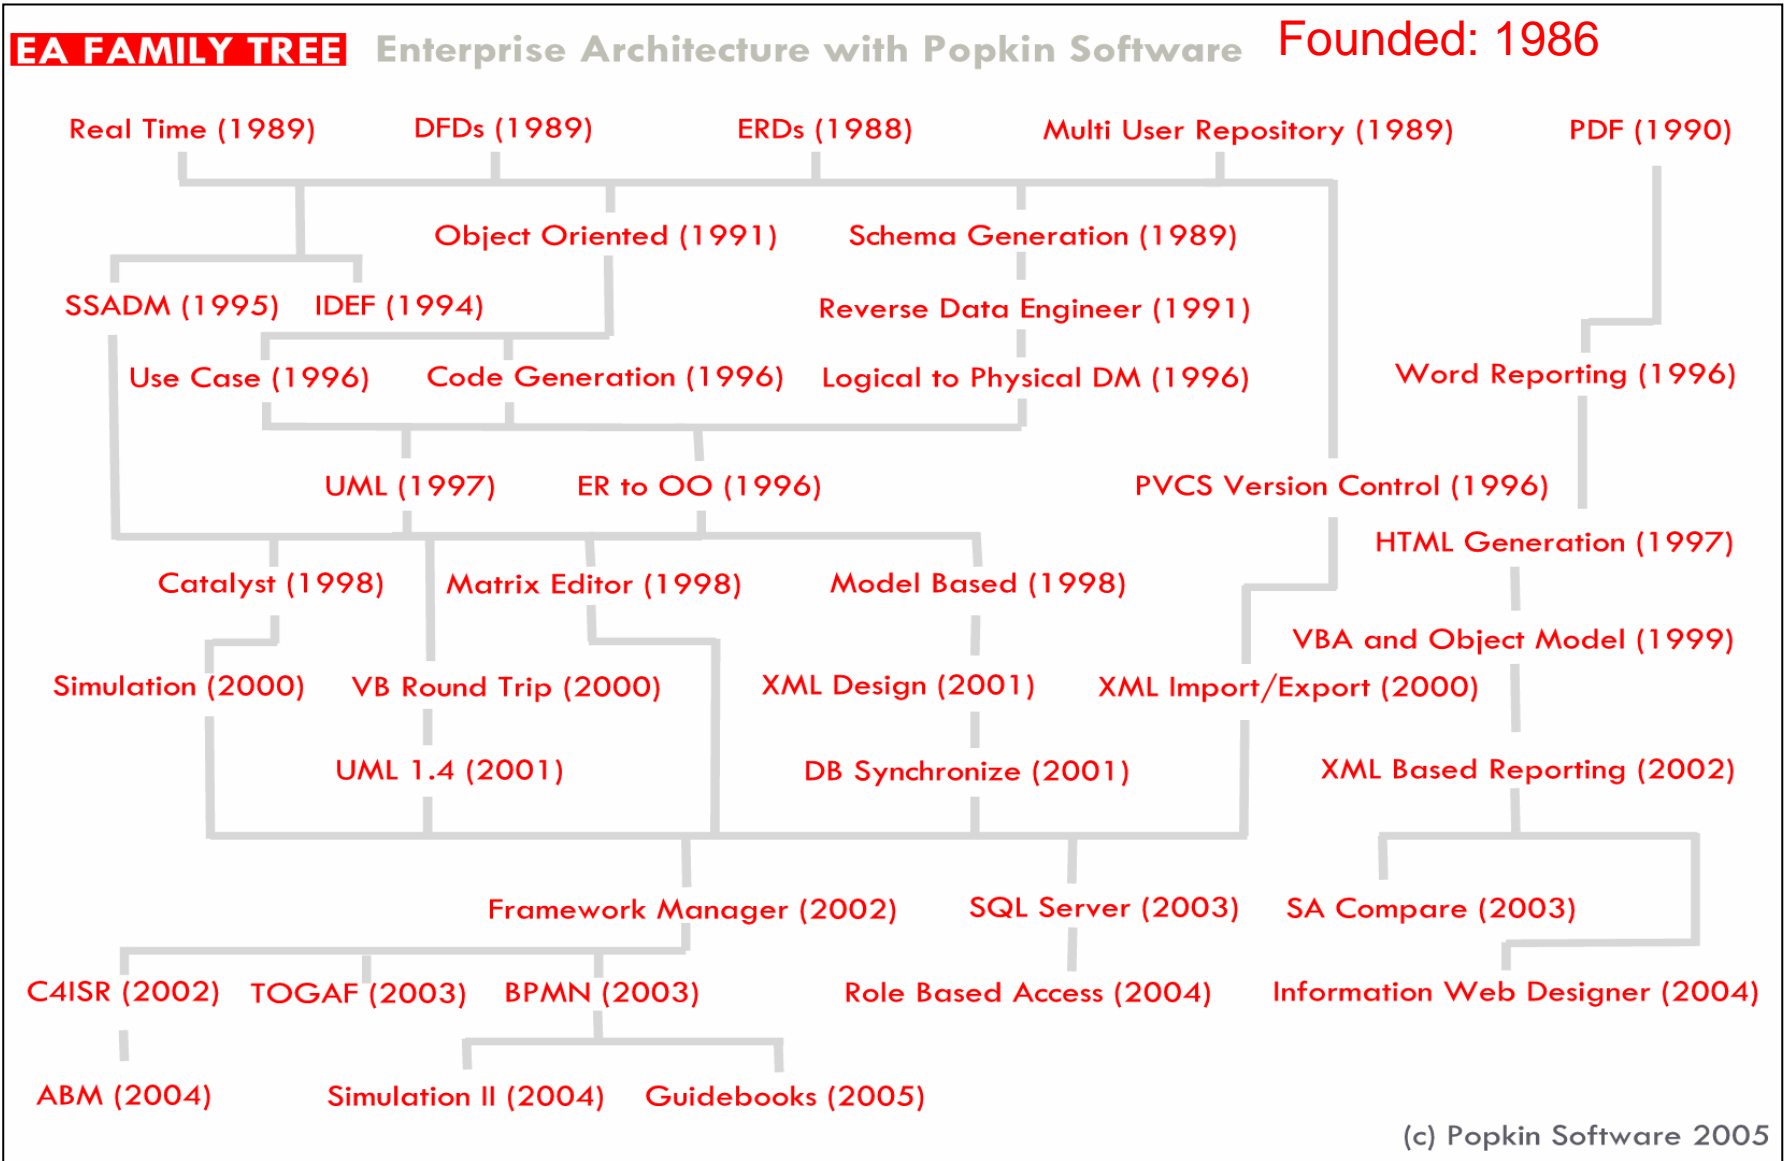 EA FAMILY TREE Enterprise Architecture with Popkin Software Founded: 1986
Real Time (1989) DFDs (1989) ERDs (1988) Multi User Repository (1989) PDF (1990)
Object Oriented (1991) Schema Generation (1989)
SSADM (1995) IDEF (1994) Reverse Data Engineer (1991)
Use Case (1996) Code Generation (1996) Logical to Physical DM (1996) Word Reporting (1996)
UML (1997) ER to OO (1996) PVCS Version Control (1996)
HTML Generation (1997)
Catalyst (1998) Matrix Editor (1998) Model Based (1998)
VBA and Object Model (1999)
Simulation (2000) VB Round Trip (2000) XML Design (2001) XML Import/Export (2000)
UML 1.4 (2001) DB Synchronize (2001) XML Based Reporting (2002)
Framework Manager (2002) SQL Server (2003) SA Compare (2003)
C4ISR (2002) TOGAF (2003) BPMN (2003) Role Based Access (2004) Information Web Designer (2004)
ABM (2004) Simulation II (2004) Guidebooks (2005)
(c) Popkin Software 2005